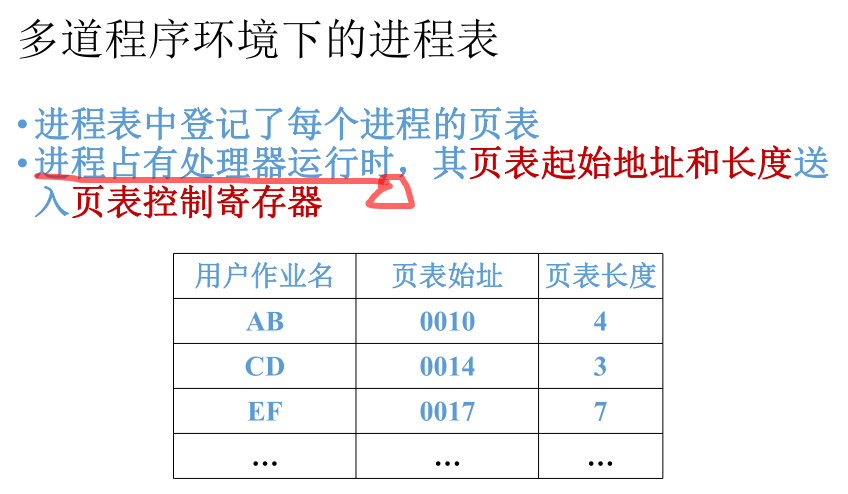 多道程序环境下的进程表
•进程表中登记了每个进程的页表
•进程占有处理器运行时，其页表起始地址和长度送
入页表控制寄存器
用户作业名 页表始址 页表长度
AB 0010 4
CD 0014 3
EF 0017 7
… … …